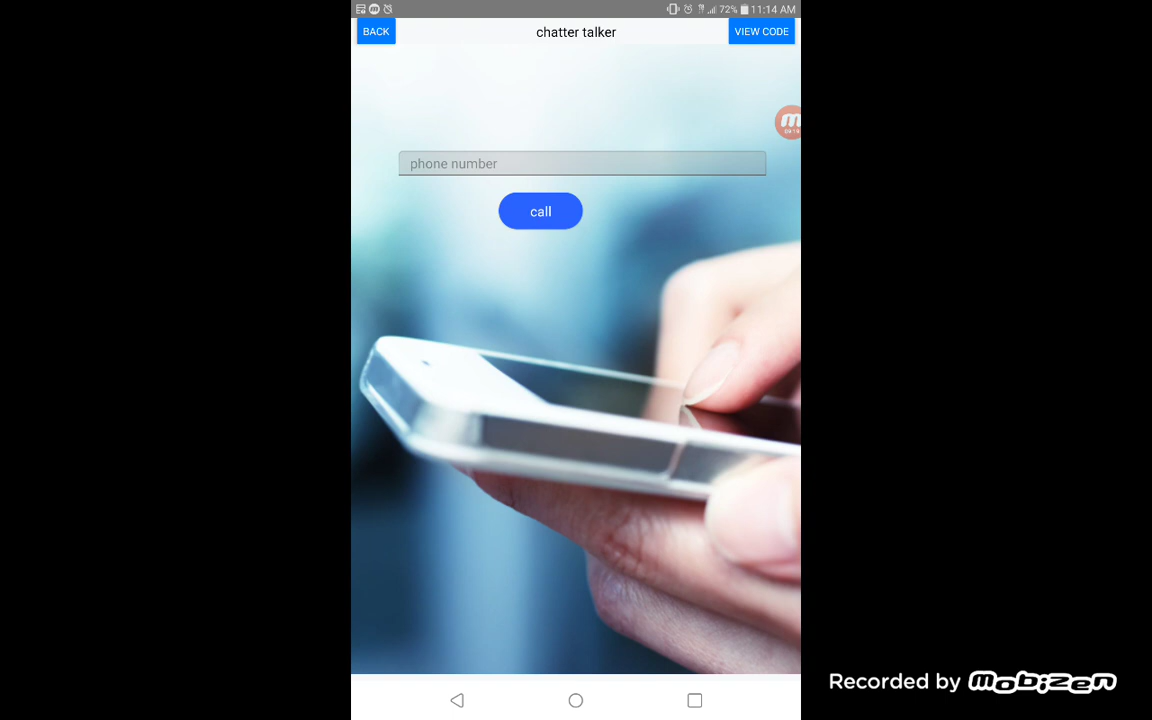 72% 11:14 AM
BACK
chatter talker
VIEW CODE
phone number
call
Recorded by mobizen